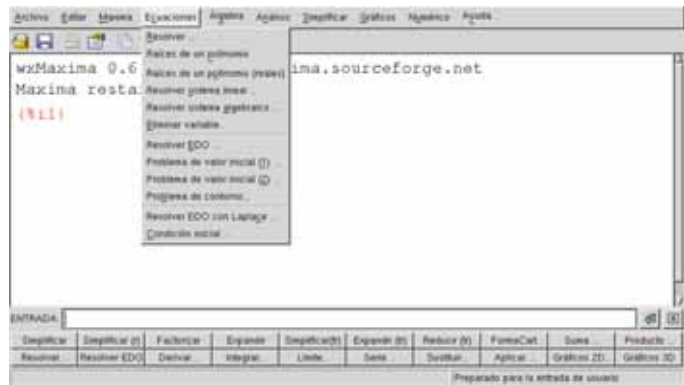 Archivo Editar Maxima Ecuaciones Álgebra Análisis Simplificar Gráficos Numérico Ayuda
Resolver ...
Raíces de un polinomio
Raíces de un polinomio (reales)
Resolver sistema lineal ...
Resolver sistema algebraico ...
Eliminar variable...
Resolver EDO ...
Problema de valor inicial (1) ...
Problema de valor inicial (2) ...
Problema de contorno...
Resolver EDO con Laplace ...
Condición inicial ...
wxMaxima 0.6 ima.sourceforge.net
Maxima resta
(%i1)
ENTRADA:
Simplificar Simplificar (r) Factorizar Expandir Simplificar(tr) Expandir (tr) Reducir (tr) FormaCart. Suma ... Producto ...
Resolver... Resolver EDO Derivar... Integrar... Límite... Serie... Sustituir... Aplicar... Gráficos 2D... Gráficos 3D
Preparado para la entrada de usuario